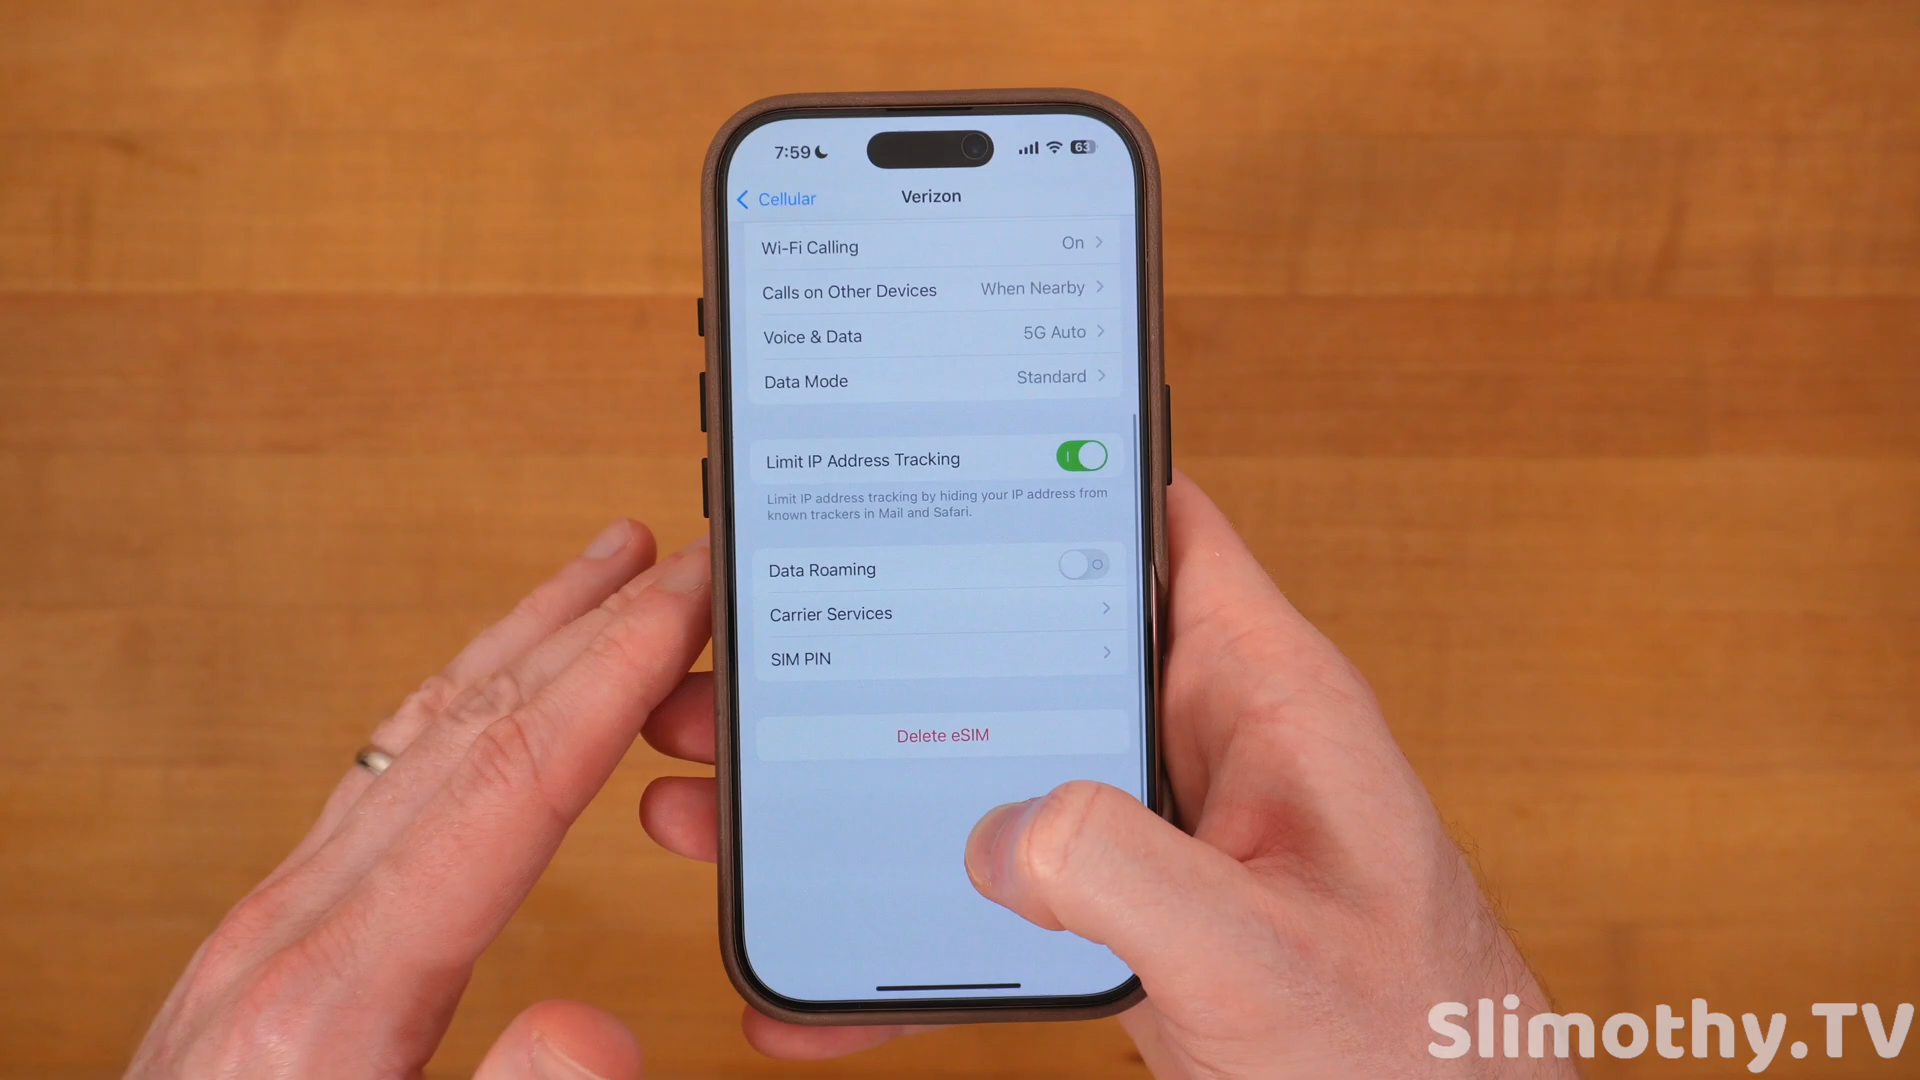 7:59
63
Cellular
Verizon
Wi-Fi Calling On
Calls on Other Devices When Nearby
Voice & Data 5G Auto
Data Mode Standard
Limit IP Address Tracking
Limit IP address tracking by hiding your IP address from
known trackers in Mail and Safari.
Data Roaming
Carrier Services
SIM PIN
Delete eSIM
Slimothy.TV